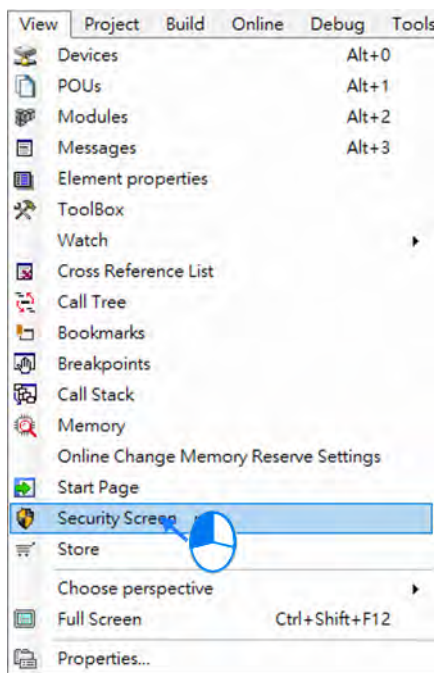 View Project Build Online Debug Tools
Devices Alt+0
POUs Alt+1
Modules Alt+2
Messages Alt+3
Element properties
ToolBox
Watch
Cross Reference List
Call Tree
Bookmarks
Breakpoints
Call Stack
Memory
Online Change Memory Reserve Settings
Start Page
Security Screen
Store
Choose perspective
Full Screen Ctrl+Shift+F12
Properties...